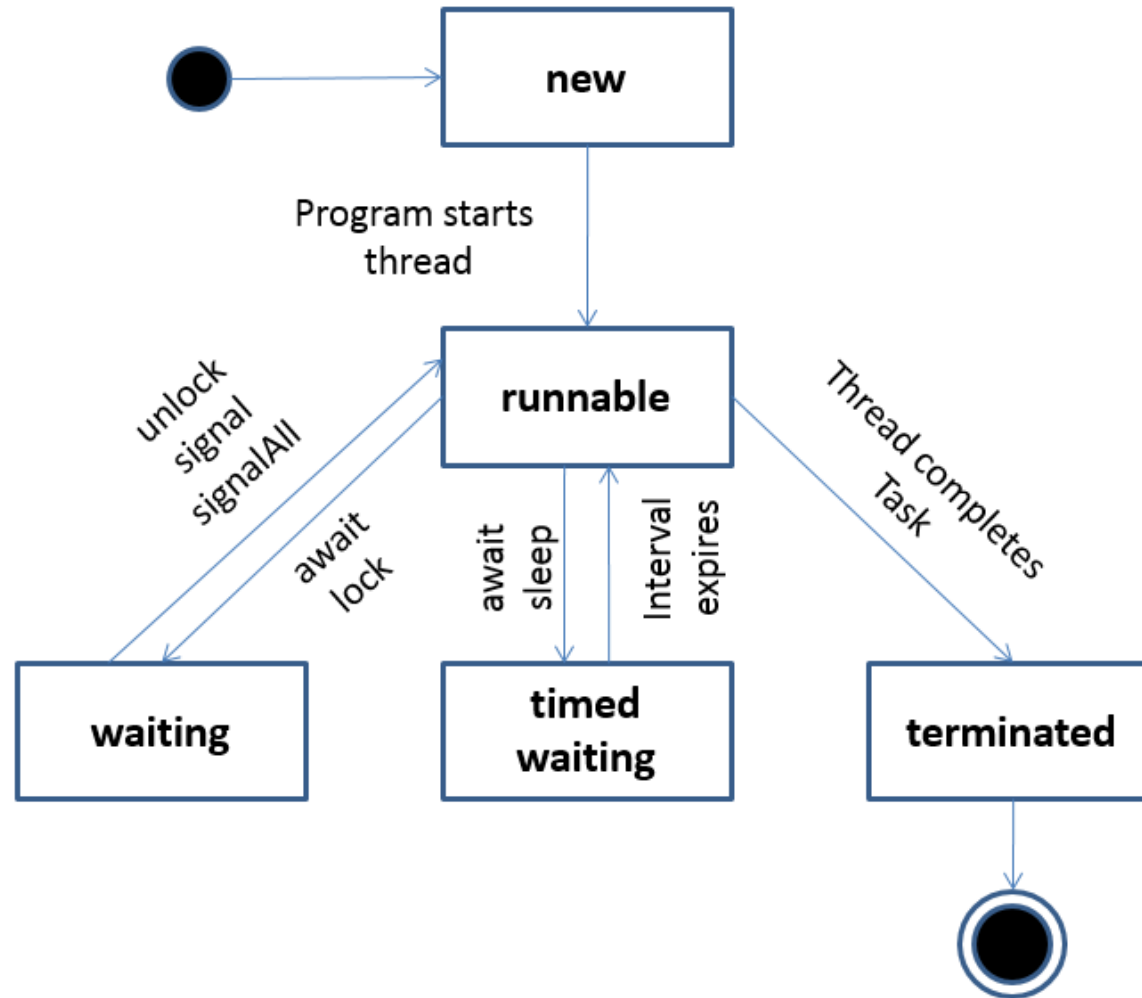 new
Program starts
thread
runnable
unlock
signal
signalAll
await
lock
await
sleep
Interval
expires
Thread completes
Task
waiting
timed
waiting
terminated